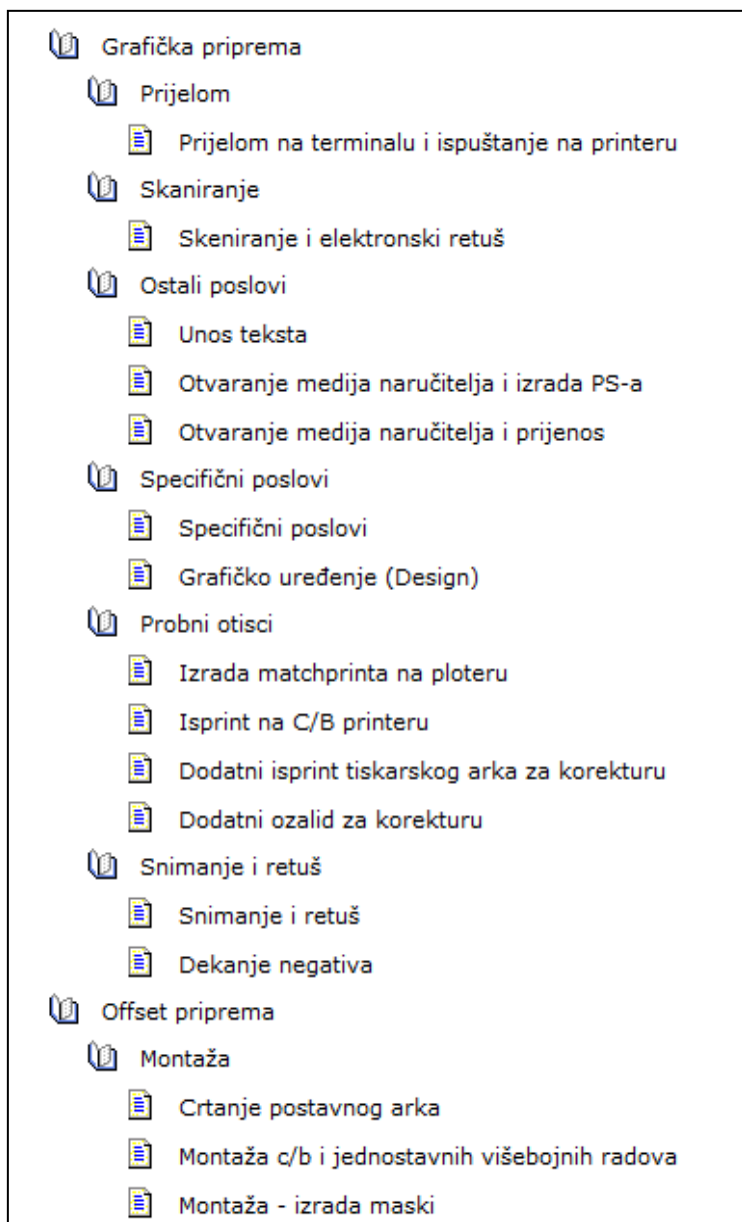 Grafička priprema
Prijelom
Prijelom na terminalu i ispuštanje na printeru
Skaniranje
Skeniranje i elektronski retuš
Ostali poslovi
Unos teksta
Otvaranje medija naručitelja i izrada PS-a
Otvaranje medija naručitelja i prijenos
Specifični poslovi
Specifični poslovi
Grafičko uređenje (Design)
Probni otisci
Izrada matchprinta na ploteru
Isprint na C/B printeru
Dodatni isprint tiskarskog arka za korekturu
Dodatni ozalid za korekturu
Snimanje i retuš
Snimanje i retuš
Dekanje negativa
Offset priprema
Montaža
Crtanje postavnog arka
Montaža c/b i jednostavnih višebojnih radova
Montaža - izrada maski